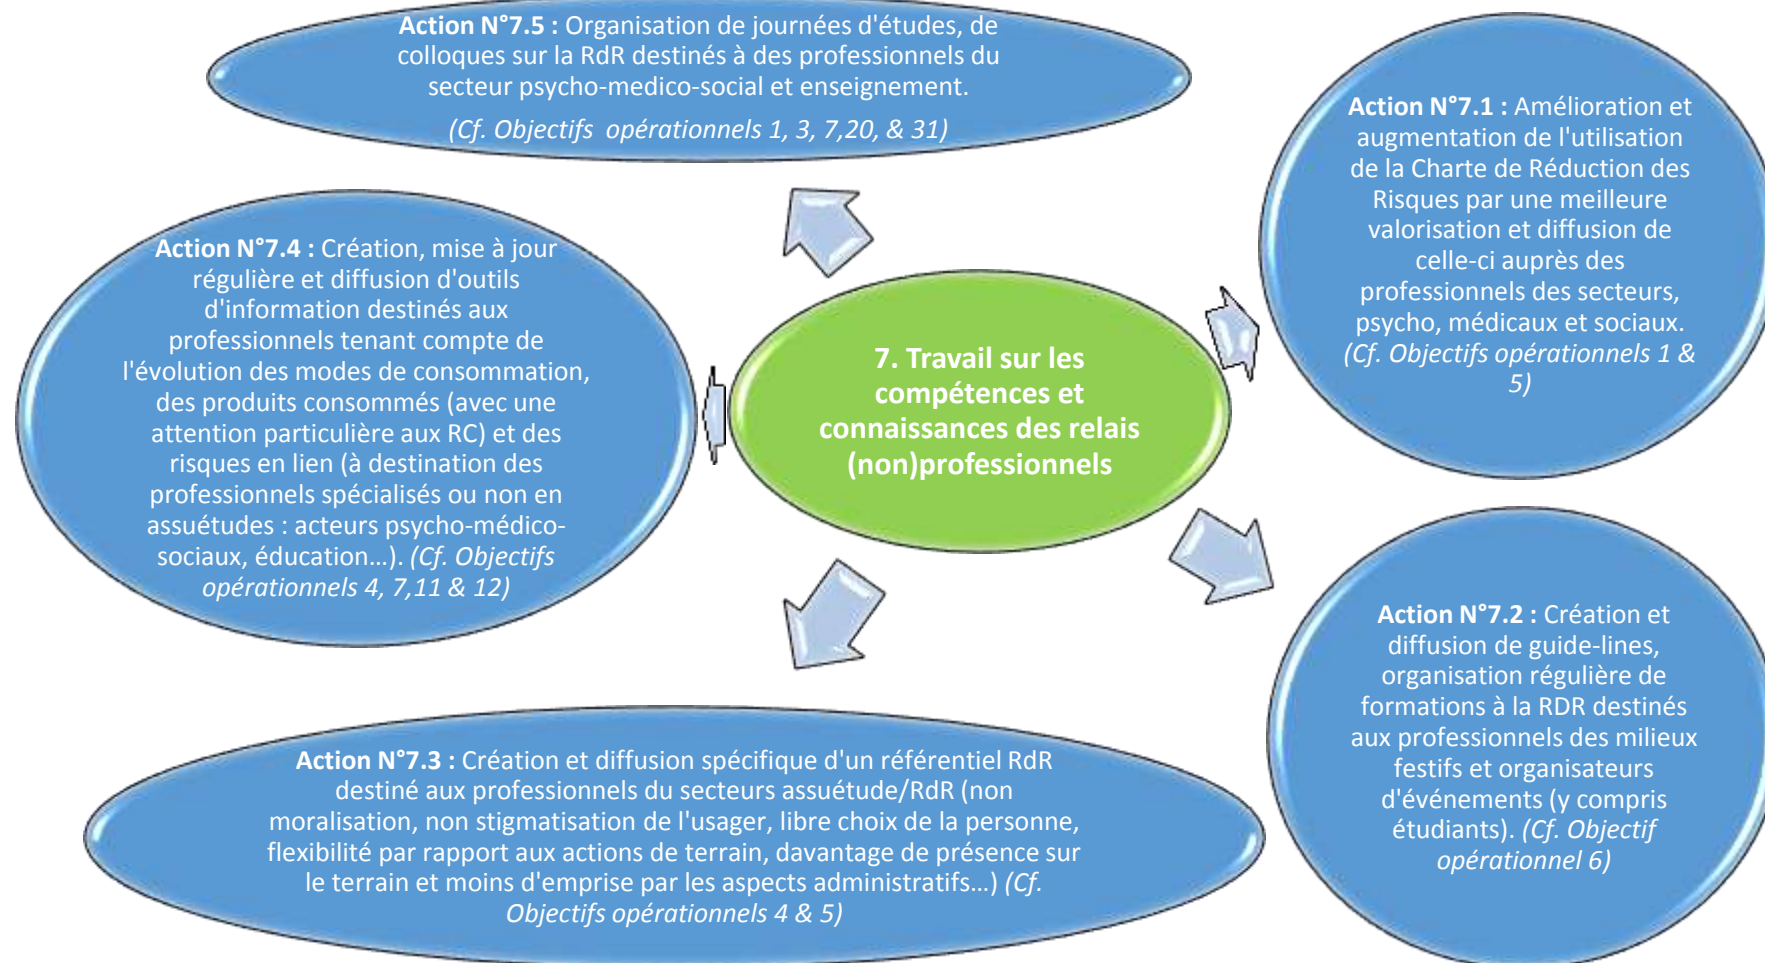 Action N°7.5 : Organisation de journées d'études, de
colloques sur la RdR destinés à des professionnels du
secteur psycho-medico-social et enseignement.
(Cf. Objectifs opérationnels 1, 3, 7,20, & 31)
Action N°7.1 : Amélioration et
augmentation de l'utilisation
de la Charte de Réduction des
Risques par une meilleure
valorisation et diffusion de
celle-ci auprès des
professionnels des secteurs,
psycho, médicaux et sociaux.
(Cf. Objectifs opérationnels 1 &
5)
Action N°7.4 : Création, mise à jour
régulière et diffusion d'outils
d'information destinés aux
professionnels tenant compte de
l'évolution des modes de consommation,
des produits consommés (avec une
attention particulière aux RC) et des
risques en lien (à destination des
professionnels spécialisés ou non en
assuétudes : acteurs psycho-médico-
sociaux, éducation…). (Cf. Objectifs
opérationnels 4, 7,11 & 12)
7. Travail sur les
compétences et
connaissances des relais
(non)professionnels
Action N°7.2 : Création et
diffusion de guide-lines,
organisation régulière de
formations à la RDR destinés
aux professionnels des milieux
festifs et organisateurs
d'événements (y compris
étudiants). (Cf. Objectif
opérationnel 6)
Action N°7.3 : Création et diffusion spécifique d'un référentiel RdR
destiné aux professionnels du secteurs assuétude/RdR (non
moralisation, non stigmatisation de l'usager, libre choix de la personne,
flexibilité par rapport aux actions de terrain, davantage de présence sur
le terrain et moins d'emprise par les aspects administratifs…) (Cf.
Objectifs opérationnels 4 & 5)